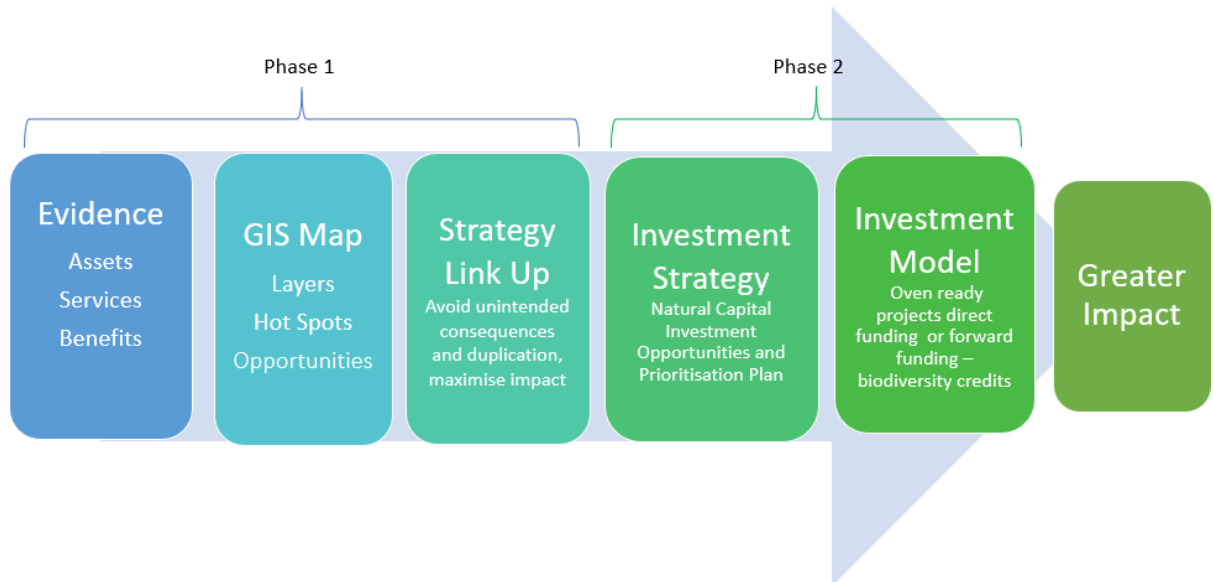 Phase 1
Phase 2
Evidence
Assets
Services
Benefits
GIS Map
Layers
Hot Spots
Opportunities
Strategy
Link Up
Avoid unintended
consequences
and duplication,
maximise impact
Investment
Strategy
Natural Capital
Investment
Opportunities and
Prioritisation Plan
Investment
Model
Oven ready
projects direct
funding or forward
funding –
biodiversity credits
Greater
Impact